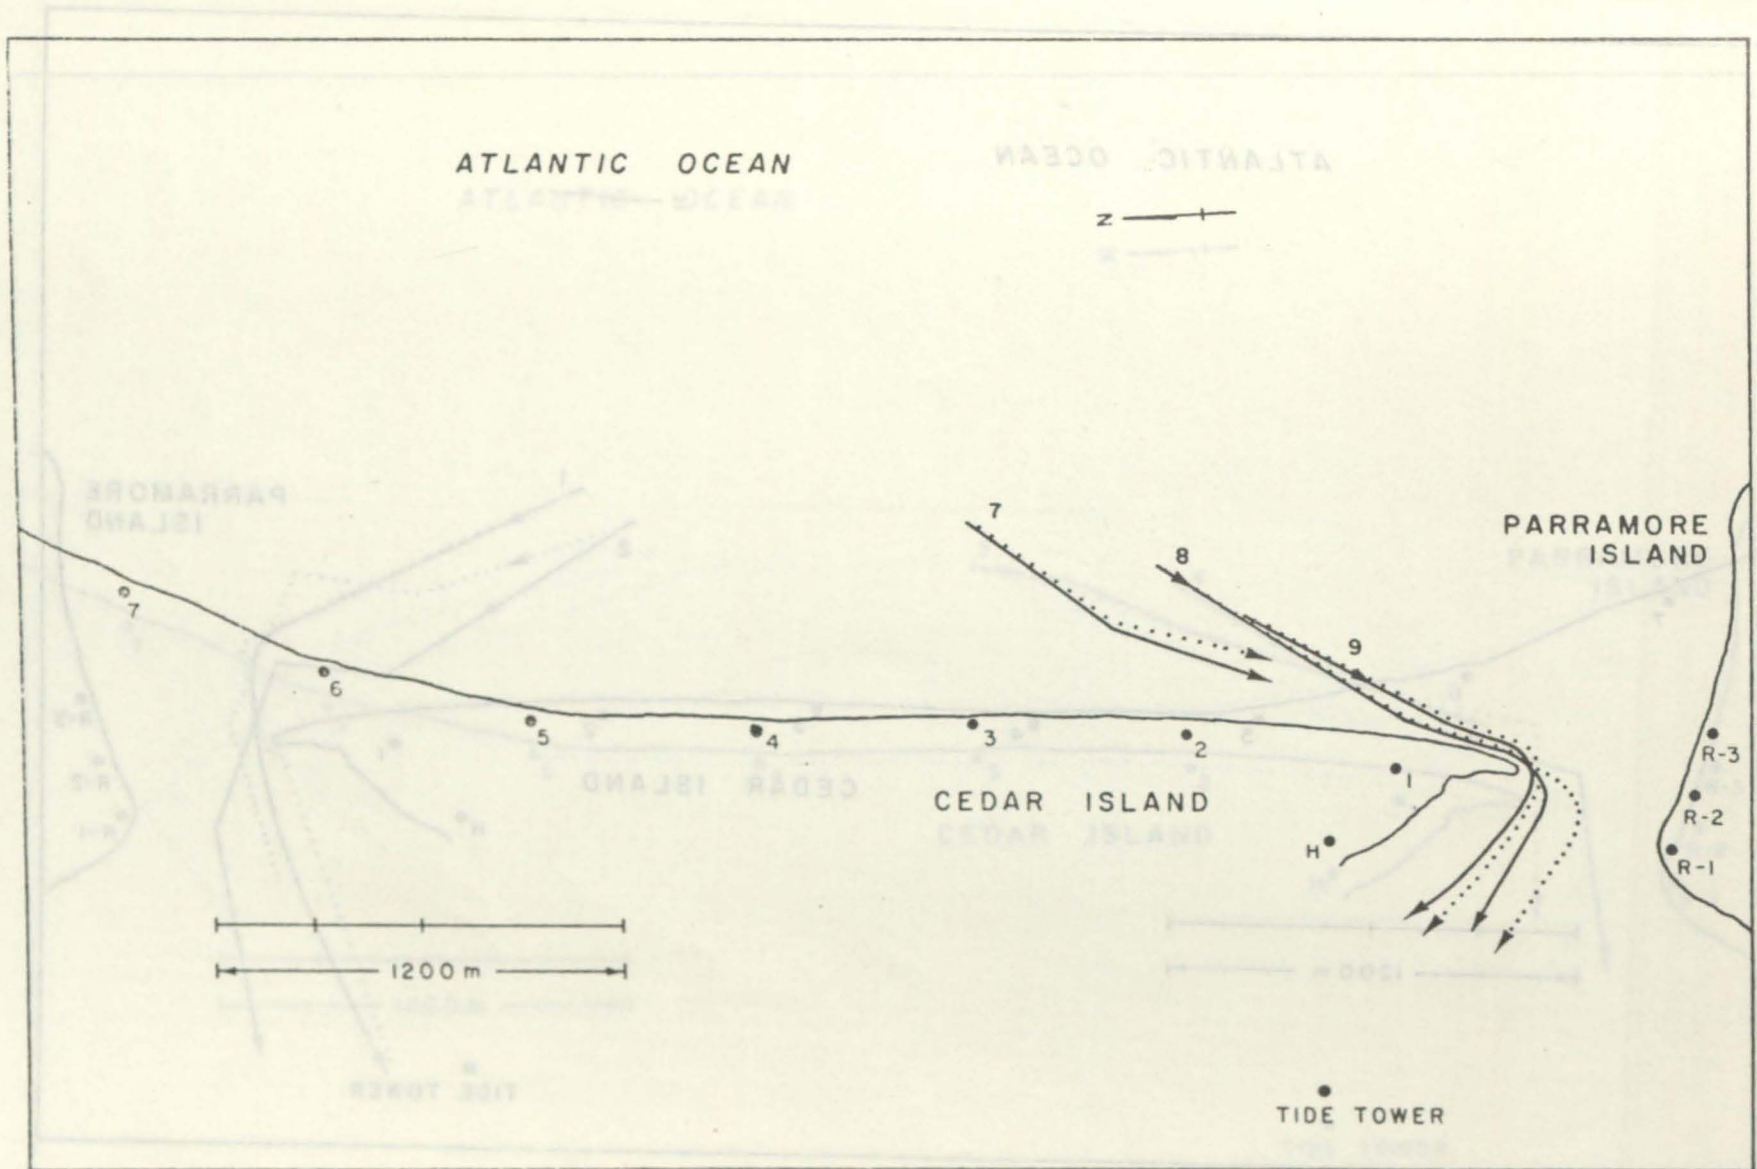 ATLANTIC OCEAN
N
7
8
9
PARRAMORE
ISLAND
7
6
5
4
3
2
1
R-3
R-2
R-1
CEDAR ISLAND
H
1200 m
TIDE TOWER